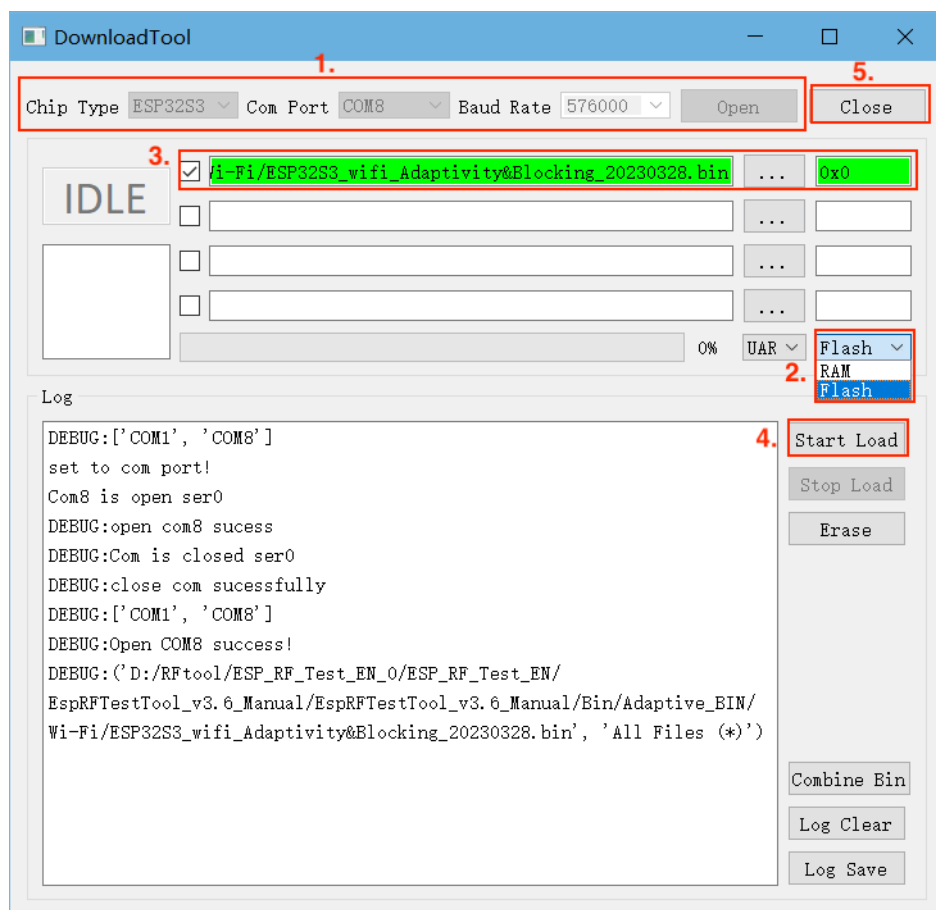 DownloadTool
1.
5.
Chip Type ESP32S3 Com Port COM8 Baud Rate 576000 Open Close
3.
/i-Fi/ESP32S3_wifi_Adaptivity&Blocking_20230328.bin ... 0x0
IDLE
...
...
...
0% UAR Flash
2.
RAM
Flash
Log
4.
DEBUG:['COM1', 'COM8']
set to com port!
Com8 is open ser0
DEBUG:open com8 sucess
DEBUG:Com is closed ser0
DEBUG:close com sucessfully
DEBUG:['COM1', 'COM8']
DEBUG:Open COM8 success!
DEBUG:('D:/RFtool/ESP_RF_Test_EN_0/ESP_RF_Test_EN/
EspRFTestTool_v3.6_Manual/EspRFTestTool_v3.6_Manual/Bin/Adaptive_BIN/
Wi-Fi/ESP32S3_wifi_Adaptivity&Blocking_20230328.bin', 'All Files (*)')
Start Load
Stop Load
Erase
Combine Bin
Log Clear
Log Save